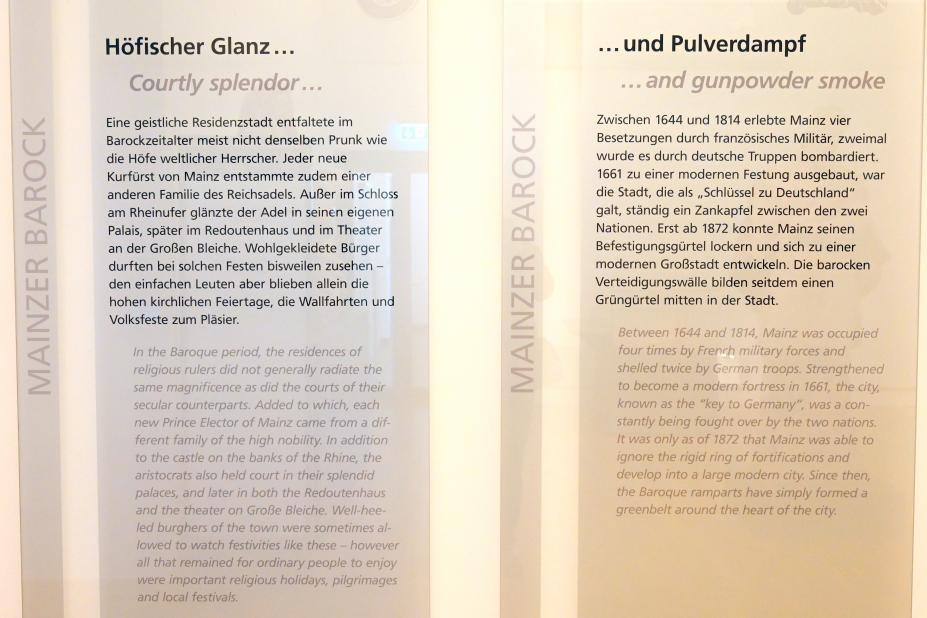 MAINZER BAROCK
Höfischer Glanz…
Courtly splendor…
Eine geistliche Residenzstadt entfaltete im
Barockzeitalter meist nicht denselben Prunk wie
die Höfe weltlicher Herrscher. Jeder neue
Kurfürst von Mainz entstammte zudem einer
anderen Familie des Reichsadels. Außer im Schloss
am Rheinufer glänzte der Adel in seinen eigenen
Palais, später im Redoutenhaus und im Theater
an der Großen Bleiche. Wohlgekleidete Bürger
durften bei solchen Festen bisweilen zusehen –
den einfachen Leuten aber blieben allein die
hohen kirchlichen Feiertage, die Wallfahrten und
Volksfeste zum Pläsier.
In the Baroque period, the residences of
religious rulers did not generally radiate the
same magnificence as did the courts of their
secular counterparts. Added to which, each
new Prince Elector of Mainz came from a dif-
ferent family of the high nobility. In addition
to the castle on the banks of the Rhine, the
aristocrats also held court in their splendid
palaces, and later in both the Redoutenhaus
and the theater on Große Bleiche. Well-hee-
led burghers of the town were sometimes al-
lowed to watch festivities like these – however
all that remained for ordinary people to enjoy
were important religious holidays, pilgrimages
and local festivals.
MAINZER BAROCK
…und Pulverdampf
…and gunpowder smoke
Zwischen 1644 und 1814 erlebte Mainz vier
Besetzungen durch französisches Militär, zweimal
wurde es durch deutsche Truppen bombardiert.
1661 zu einer modernen Festung ausgebaut, war
die Stadt, die als „Schlüssel zu Deutschland“
galt, ständig ein Zankapfel zwischen den zwei
Nationen. Erst ab 1872 konnte Mainz seinen
Befestigungsgürtel lockern und sich zu einer
modernen Großstadt entwickeln. Die barocken
Verteidigungswälle bilden seitdem einen
Grüngürtel mitten in der Stadt.
Between 1644 and 1814, Mainz was occupied
four times by French military forces and
shelled twice by German troops. Strengthened
to become a modern fortress in 1661, the city,
known as the “key to Germany”, was a con-
stantly being fought over by the two nations.
It was only as of 1872 that Mainz was able to
ignore the rigid ring of fortifications and
develop into a large modern city. Since then,
the Baroque ramparts have simply formed a
greenbelt around the heart of the city.